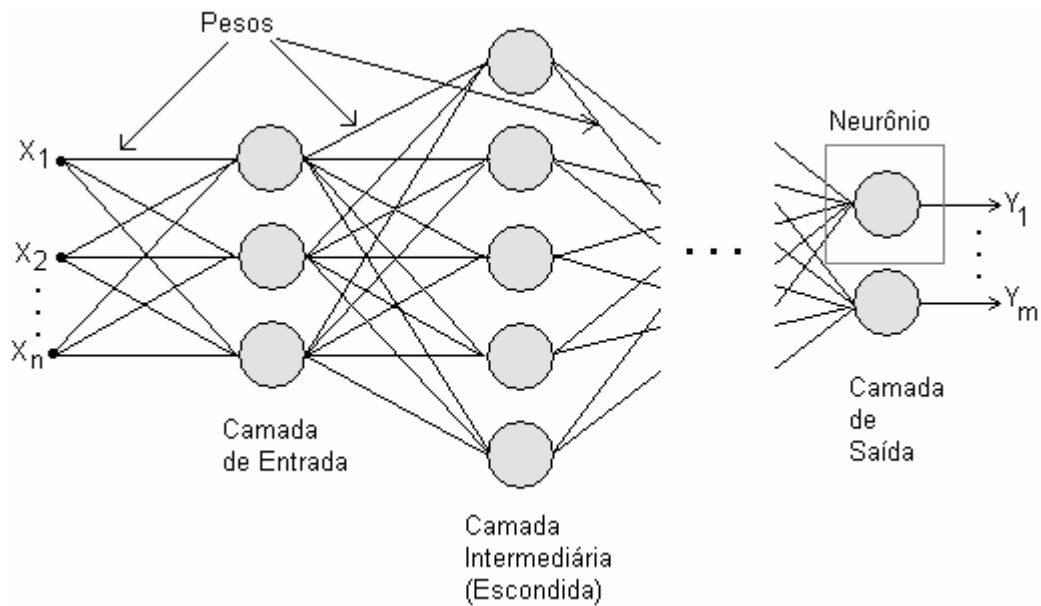 Pesos
Neurônio
X1
X2
Xn
Y1
Ym
Camada
de Entrada
Camada
Intermediária
(Escondida)
Camada
de
Saída